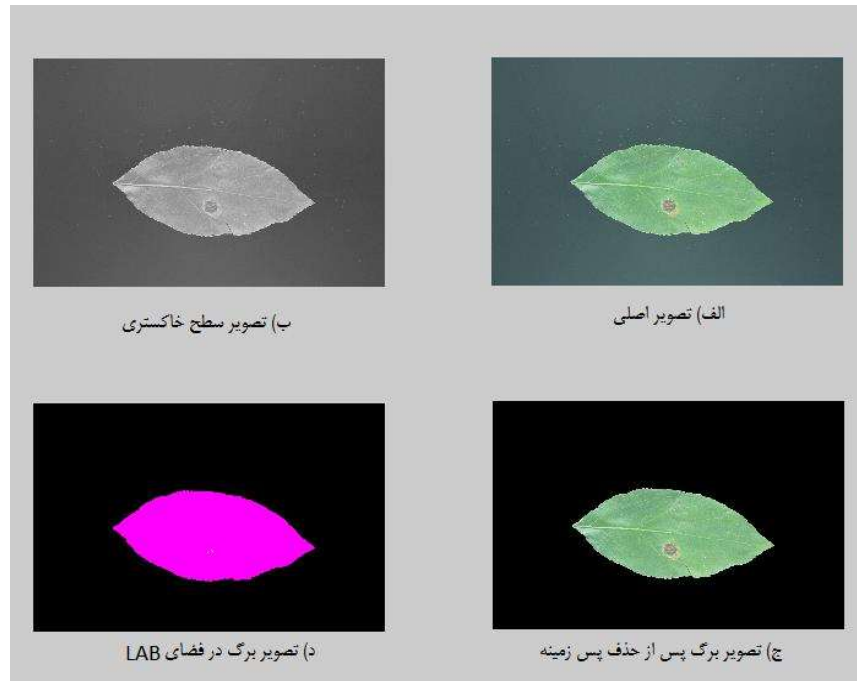 الف) تصویر اصلی
ب) تصویر سطح خاکستری
ج) تصویر برگ پس از حذف پس زمینه
د) تصویر برگ در فضای LAB